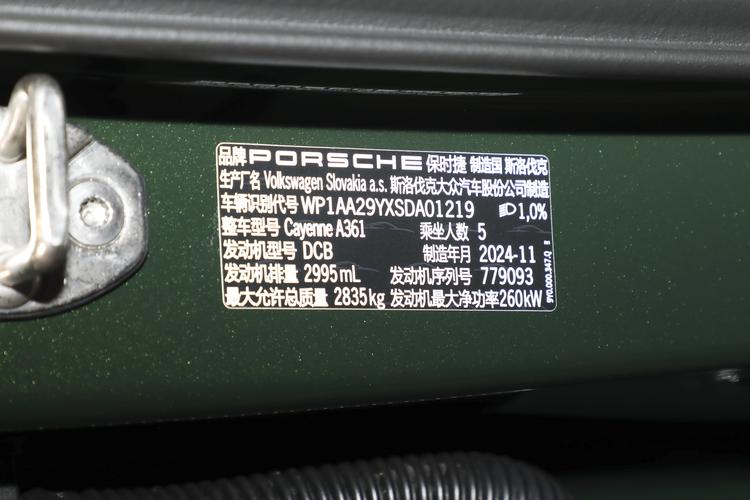 品牌 PORSCHE 保时捷 制造国 斯洛伐克
生产厂名 Volkswagen Slovakia a.s. 斯洛伐克大众汽车股份公司制造
车辆识别代号 WP1AA29YXSDA01219 1,0%
整车型号 Cayenne A361 乘坐人数 5
发动机型号 DCB 制造年月 2024-11
发动机排量 2995mL 发动机序列号 779093
最大允许总质量 2835kg 发动机最大净功率260kW
9Y0.000.347.Q